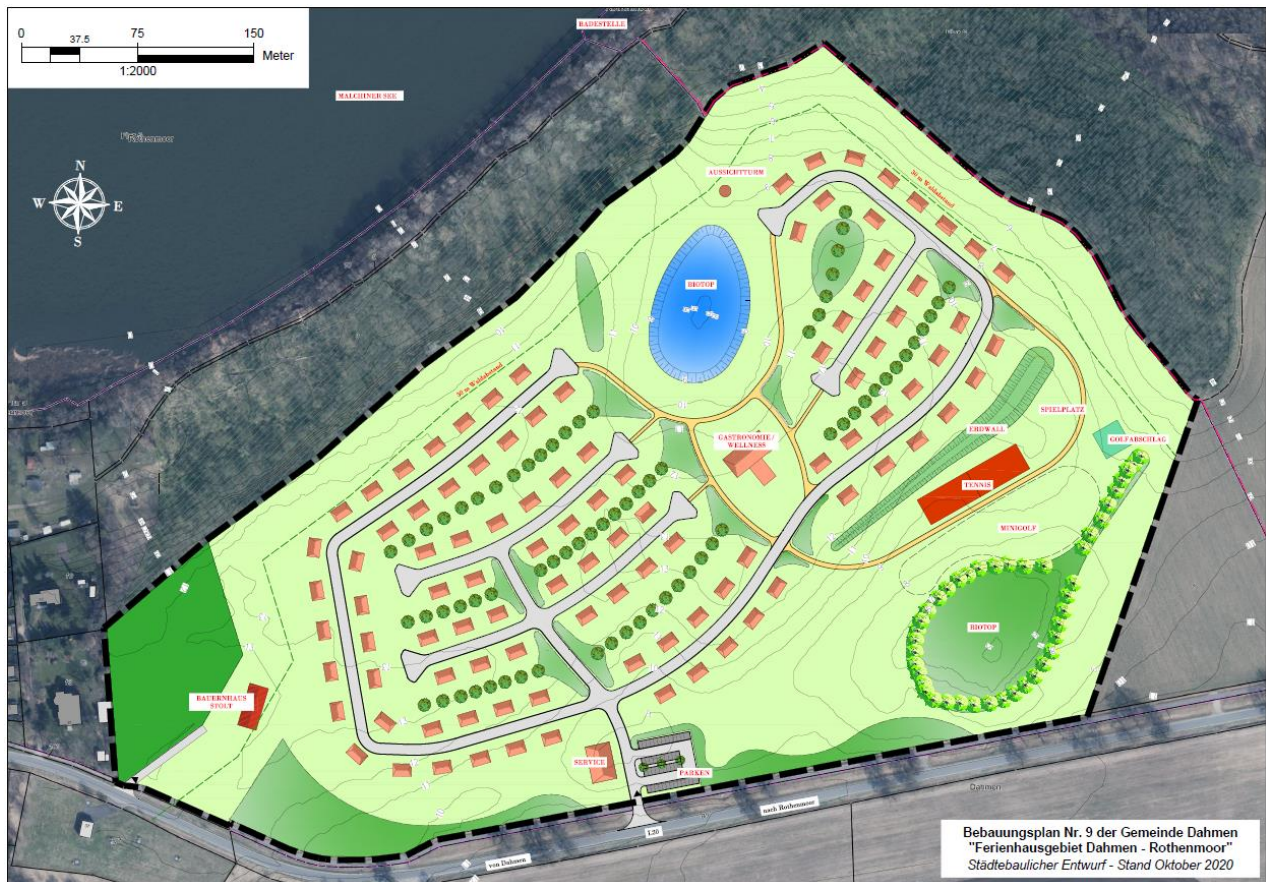 0 37.5 75 150
Meter
1:2000
BADESTELLE
MALCHINER SEE
N
W E
S
AUSSICHTTURM
30 m Waldabstand
BIOTOP
30 m Waldabstand
GASTRONOMIE/
WELLNESS
SPIELPLATZ
ERDWALL
GOLFABSCHLAG
TENNIS
MINIGOLF
BIOTOP
BAUERNHAUS
STOLT
SERVICE
PARKEN
Dahmen
nach Rothenmoor
L20
von Dahmen
Bebauungsplan Nr. 9 der Gemeinde Dahmen
"Ferienhausgebiet Dahmen - Rothenmoor"
Städtebaulicher Entwurf - Stand Oktober 2020